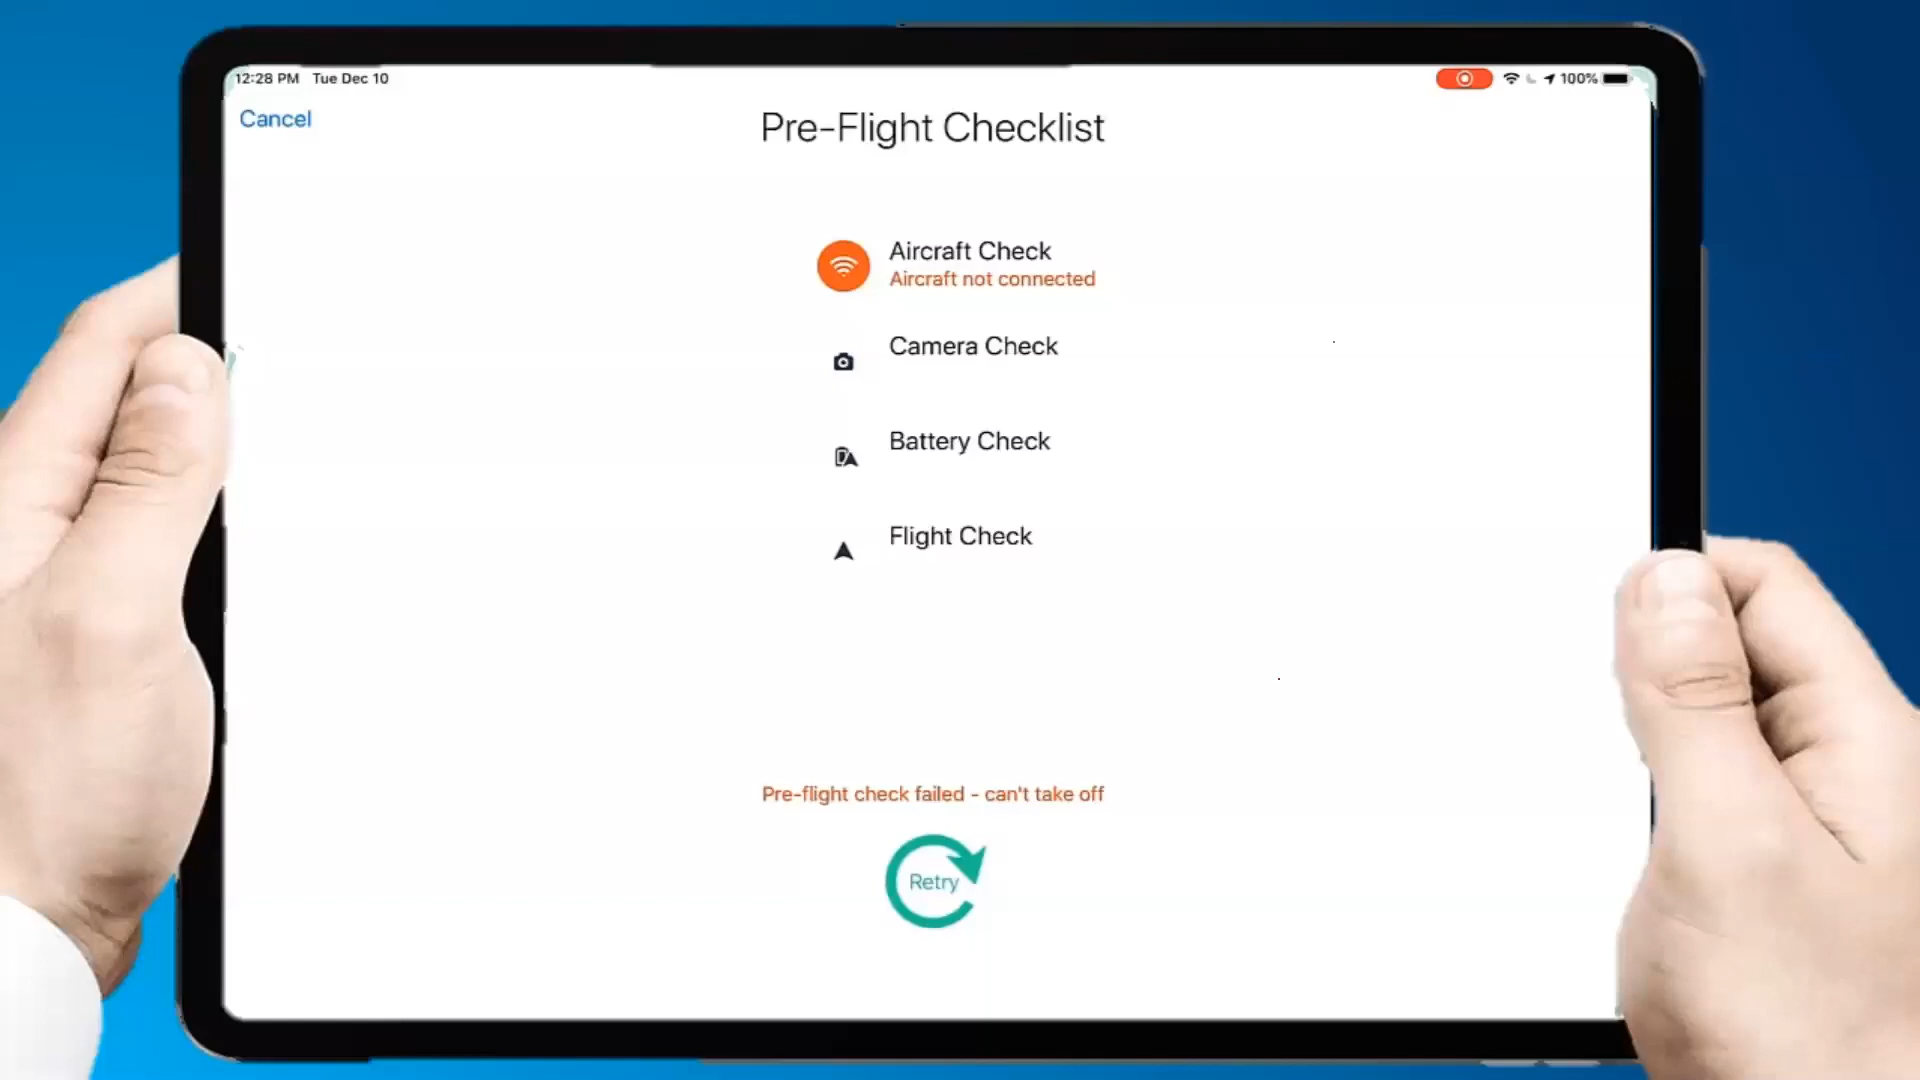 12:28 PM Tue Dec 10
100%
Cancel
Pre-Flight Checklist
Aircraft Check
Aircraft not connected
Camera Check
Battery Check
Flight Check
Pre-flight check failed - can't take off
Retry